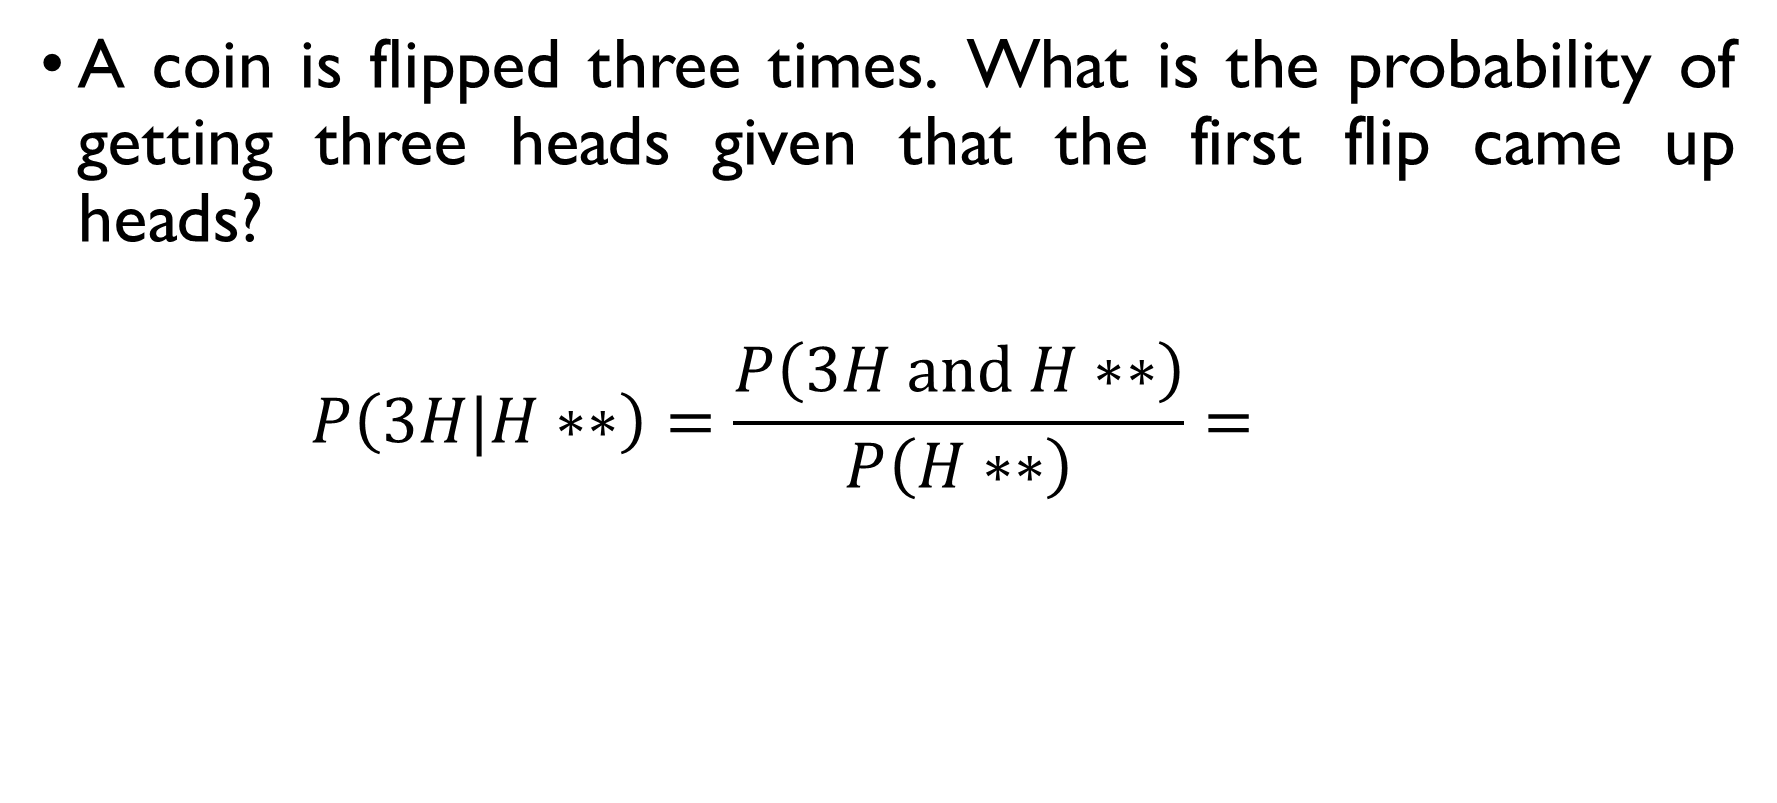 • A coin is flipped three times. What is the probability of
getting three heads given that the first flip came up
heads?
P(3H|H ∗∗) = P(3H and H ∗∗) / P(H ∗∗) =